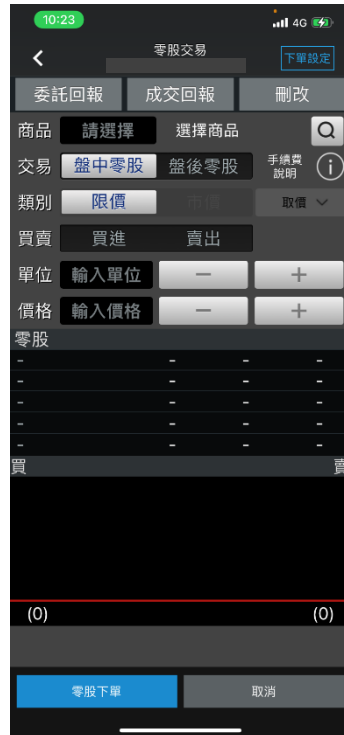 10:23 4G
零股交易 下單設定
委託回報 成交回報 刪改
商品 請選擇 選擇商品
交易 盤中零股 盤後零股 手續費說明 i
類別 限價 市價 取價
買賣 買進 賣出
單位 輸入單位 － ＋
價格 輸入價格 － ＋
零股
- - - -
- - - -
- - - -
- - - -
- - - -
買 賣
(0) (0)
零股下單 取消